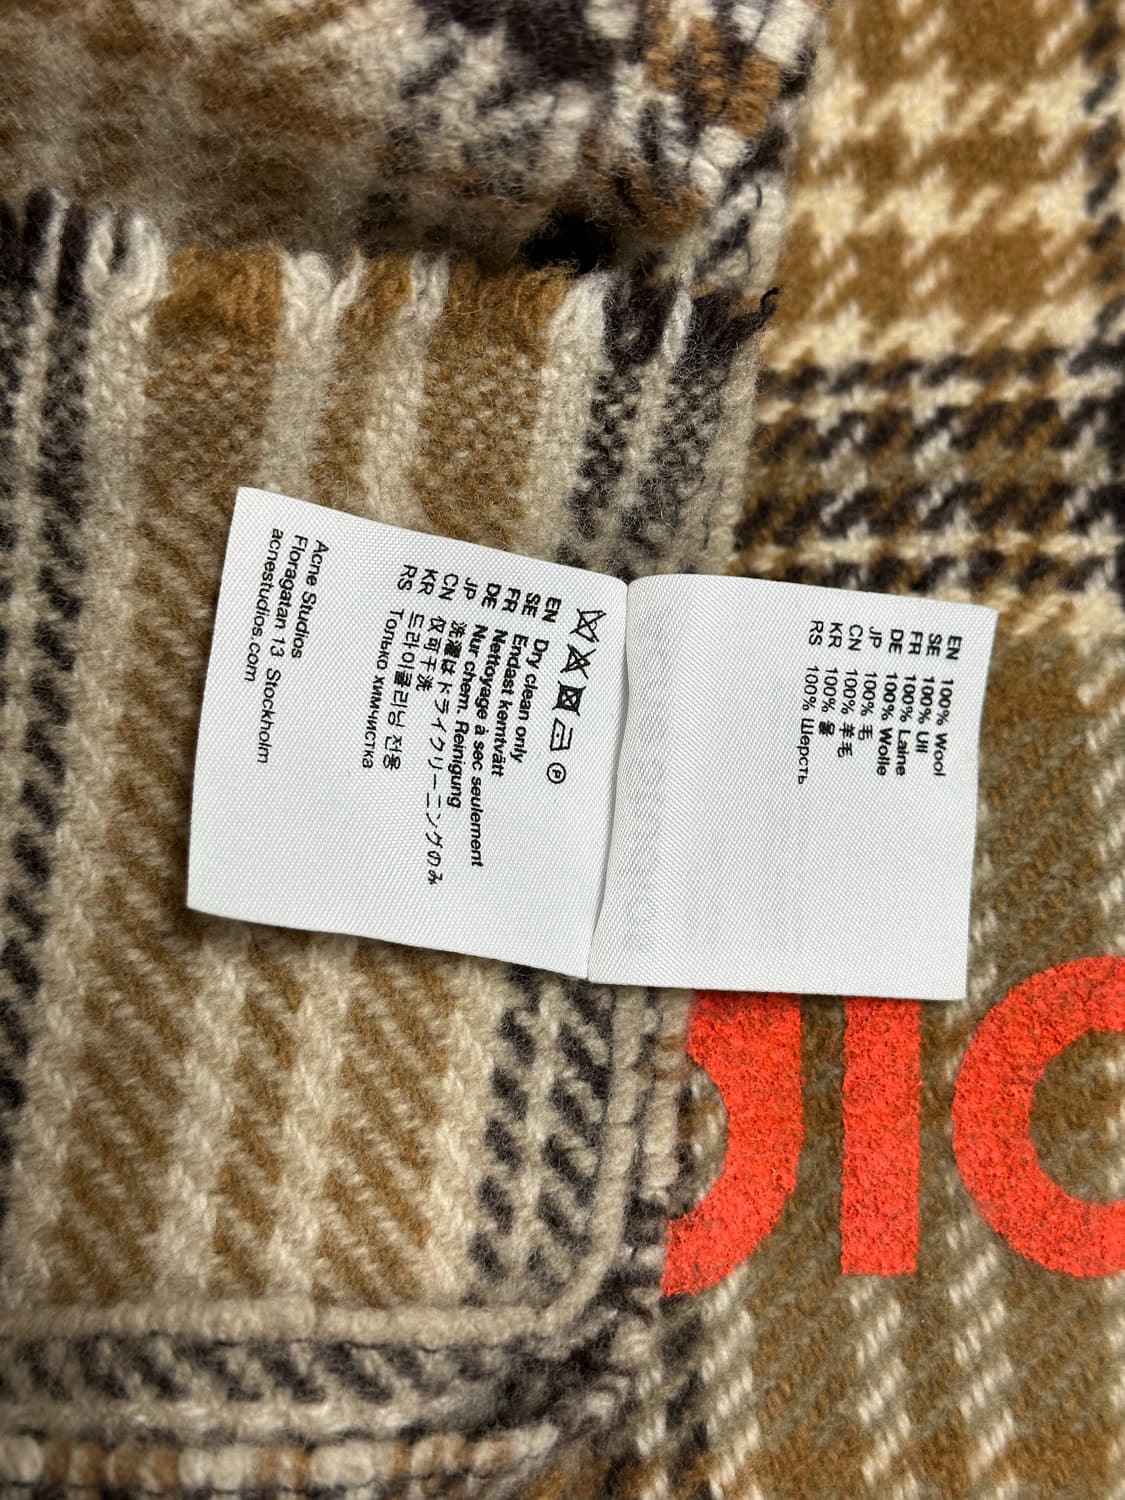 EN 100% Wool
SE 100% Ull
FR 100% Laine
DE 100% Wolle
JP 100% 毛
CN 100% 羊毛
KR 100% 울
RS 100% Шерсть
P
EN Dry clean only
SE Endast kemtvätt
FR Nettoyage à sec seulement
DE Nur chem. Reinigung
JP 洗濯はドライクリーニングのみ
CN 仅可干洗
KR 드라이클리닝 전용
RS Только химчистка
Acne Studios
Floragatan 13 Stockholm
acnestudios.com